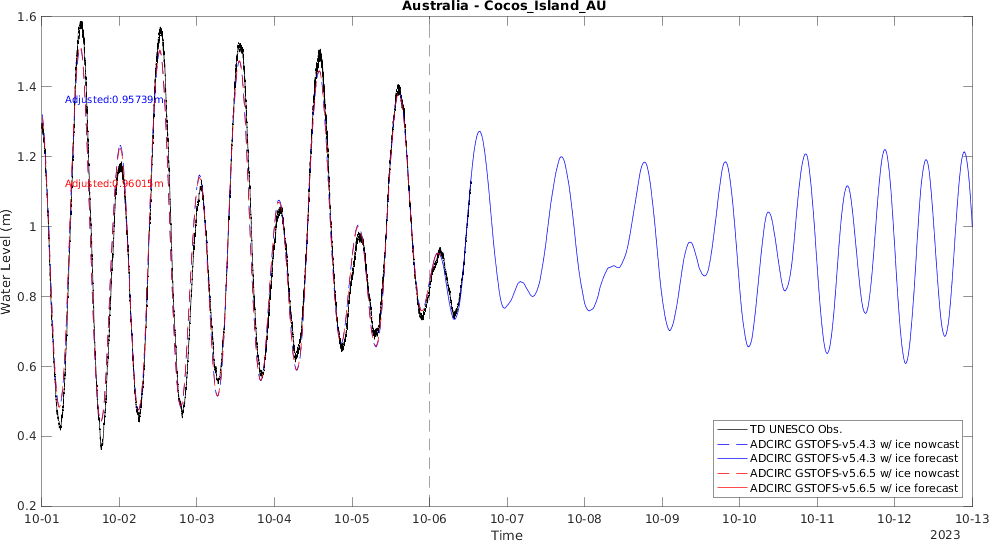 Australia - Cocos_Island_AU
1.6
1.4
1.2
1
0.8
0.6
0.4
0.2
Water Level (m)
Adjusted:0.95739m
Adjusted:0.96015m
TD UNESCO Obs.
ADCIRC GSTOFS-v5.4.3 w/ ice nowcast
ADCIRC GSTOFS-v5.4.3 w/ ice forecast
ADCIRC GSTOFS-v5.6.5 w/ ice nowcast
ADCIRC GSTOFS-v5.6.5 w/ ice forecast
10-01 10-02 10-03 10-04 10-05 10-06 10-07 10-08 10-09 10-10 10-11 10-12 10-13
Time
2023